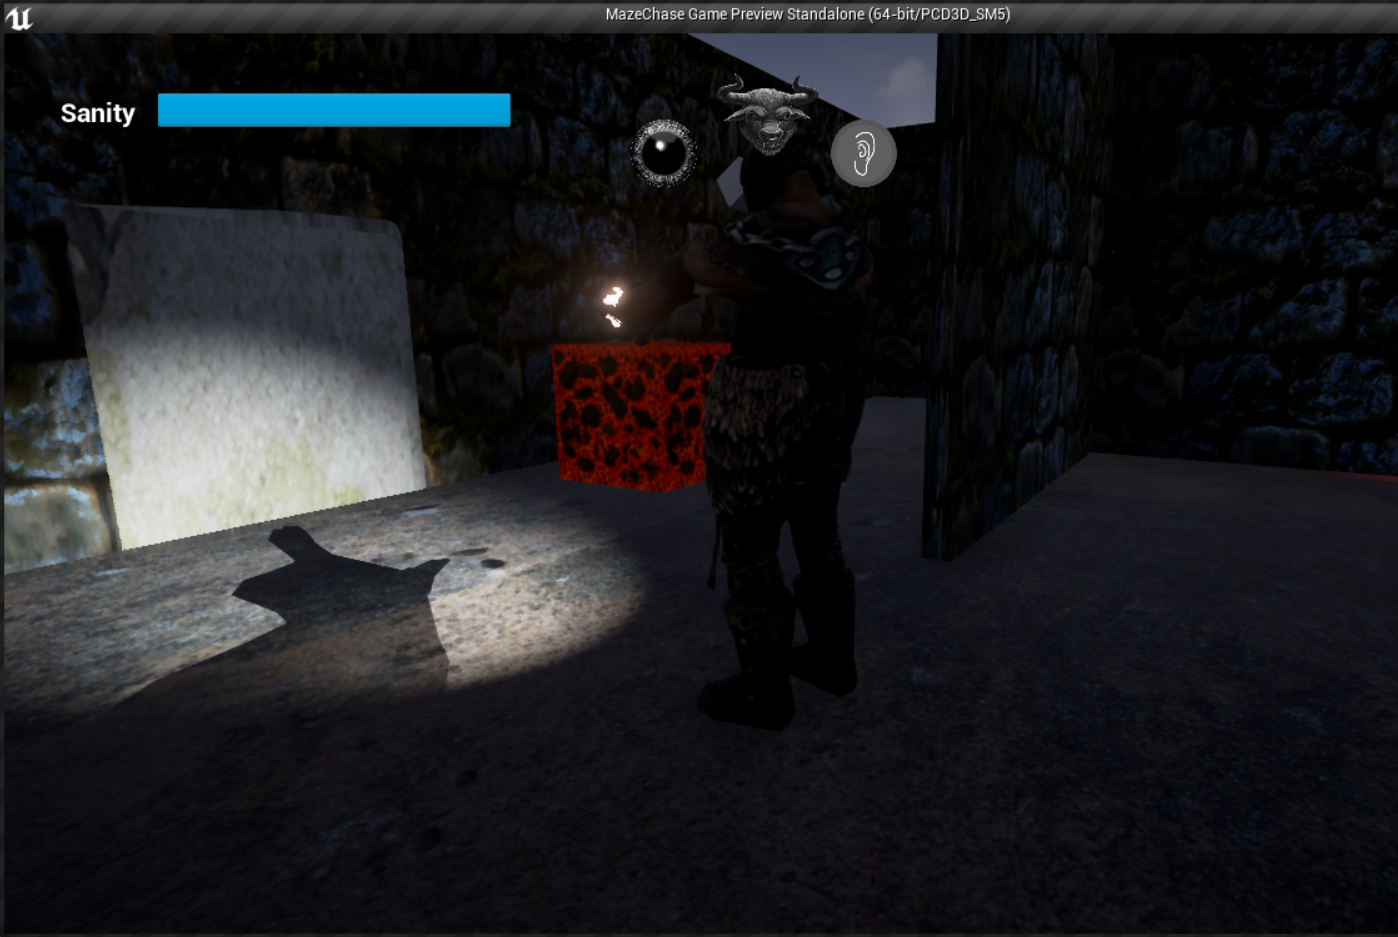 MazeChase Game Preview Standalone (64-bit/PCD3D_SM5)
Sanity